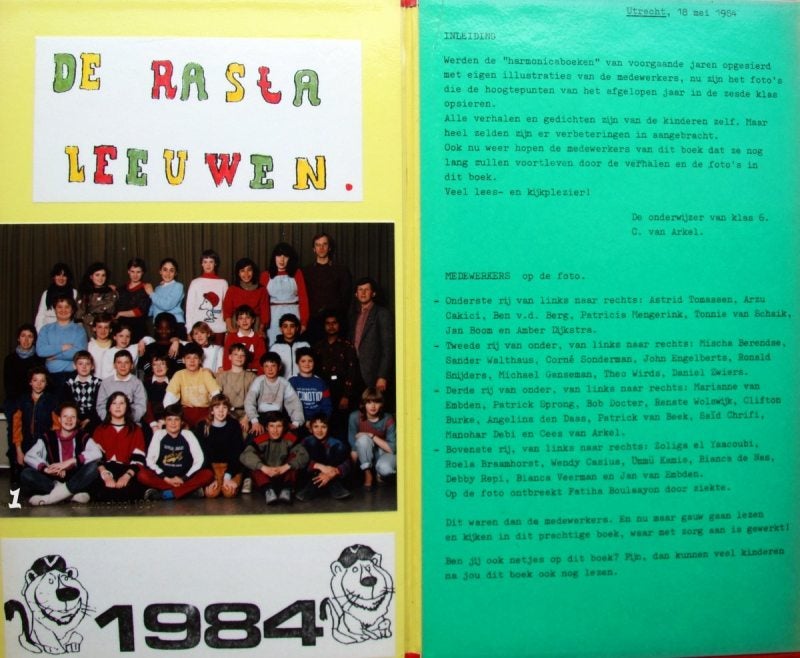 DE RASTA
LEEUWEN.
1
1984
Utrecht, 18 mei 1984
INLEIDING
Werden de "harmonicaboeken" van voorgaande jaren opgesierd
met eigen illustraties van de medewerkers, nu zijn het foto's
die de hoogtepunten van het afgelopen jaar in de zesde klas
opsieren.
Alle verhalen en gedichten zijn van de kinderen zelf. Maar
heel zelden zijn er verbeteringen in aangebracht.
Ook nu weer hopen de medewerkers van dit boek dat ze nog
lang zullen voortleven door de verhalen en de foto's in
dit boek.
Veel lees- en kijkplezier!
De onderwijzer van klas 6.
C. van Arkel.
MEDEWERKERS op de foto.
- Onderste rij van links naar rechts: Astrid Tomassen, Arzu
Cakici, Ben v.d. Berg, Patricia Mengerink, Tonnie van Schaik,
Jan Boom en Amber Dijkstra.
- Tweede rij van onder, van links naar rechts: Mischa Berendse,
Sander Walthaus, Corné Sonderman, John Engelberts, Ronald
Snijders, Michael Genseman, Theo Wirds, Daniel Zwiers.
- Derde rij van onder, van links naar rechts: Marianne van
Embden, Patrick Sprong, Bob Docter, Renate Wolswijk, Clifton
Burke, Angelina den Daas, Patrick van Beek, Saïd Chrifi,
Manohar Debi en Cees van Arkel.
- Bovenste rij, van links naar rechts: Zoliga el Yaacoubi,
Roela Braamhorst, Wendy Casius, Ümmü Kamis, Bianca de Nas,
Debby Repi, Bianca Veerman en Jan van Embden.
Op de foto ontbreekt Fatiha Boulaayon door ziekte.
Dit waren dan de medewerkers. En nu maar gauw gaan lezen
en kijken in dit prachtige boek, waar met zorg aan is gewerkt!
Ben jij ook netjes op dit boek? Fijn, dan kunnen veel kinderen
na jou dit boek ook nog lezen.